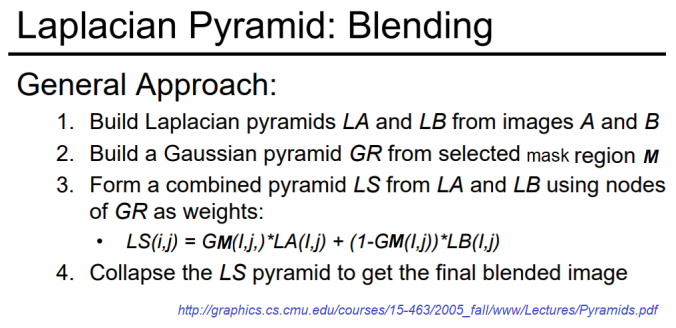 Laplacian Pyramid: Blending
General Approach:
1. Build Laplacian pyramids LA and LB from images A and B
2. Build a Gaussian pyramid GR from selected mask region M
3. Form a combined pyramid LS from LA and LB using nodes
of GR as weights:
• LS(i,j) = GM(I,j,)*LA(I,j) + (1-GM(I,j))*LB(I,j)
4. Collapse the LS pyramid to get the final blended image
http://graphics.cs.cmu.edu/courses/15-463/2005_fall/www/Lectures/Pyramids.pdf